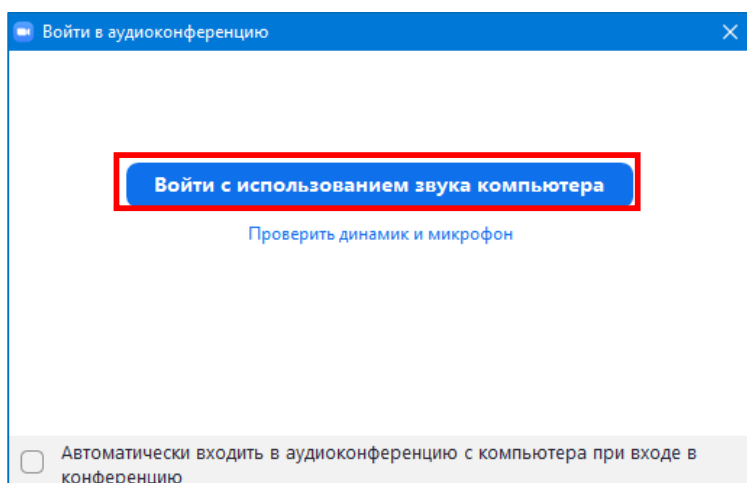 Войти в аудиоконференцию
Войти с использованием звука компьютера
Проверить динамик и микрофон
Автоматически входить в аудиоконференцию с компьютера при входе в
конференцию